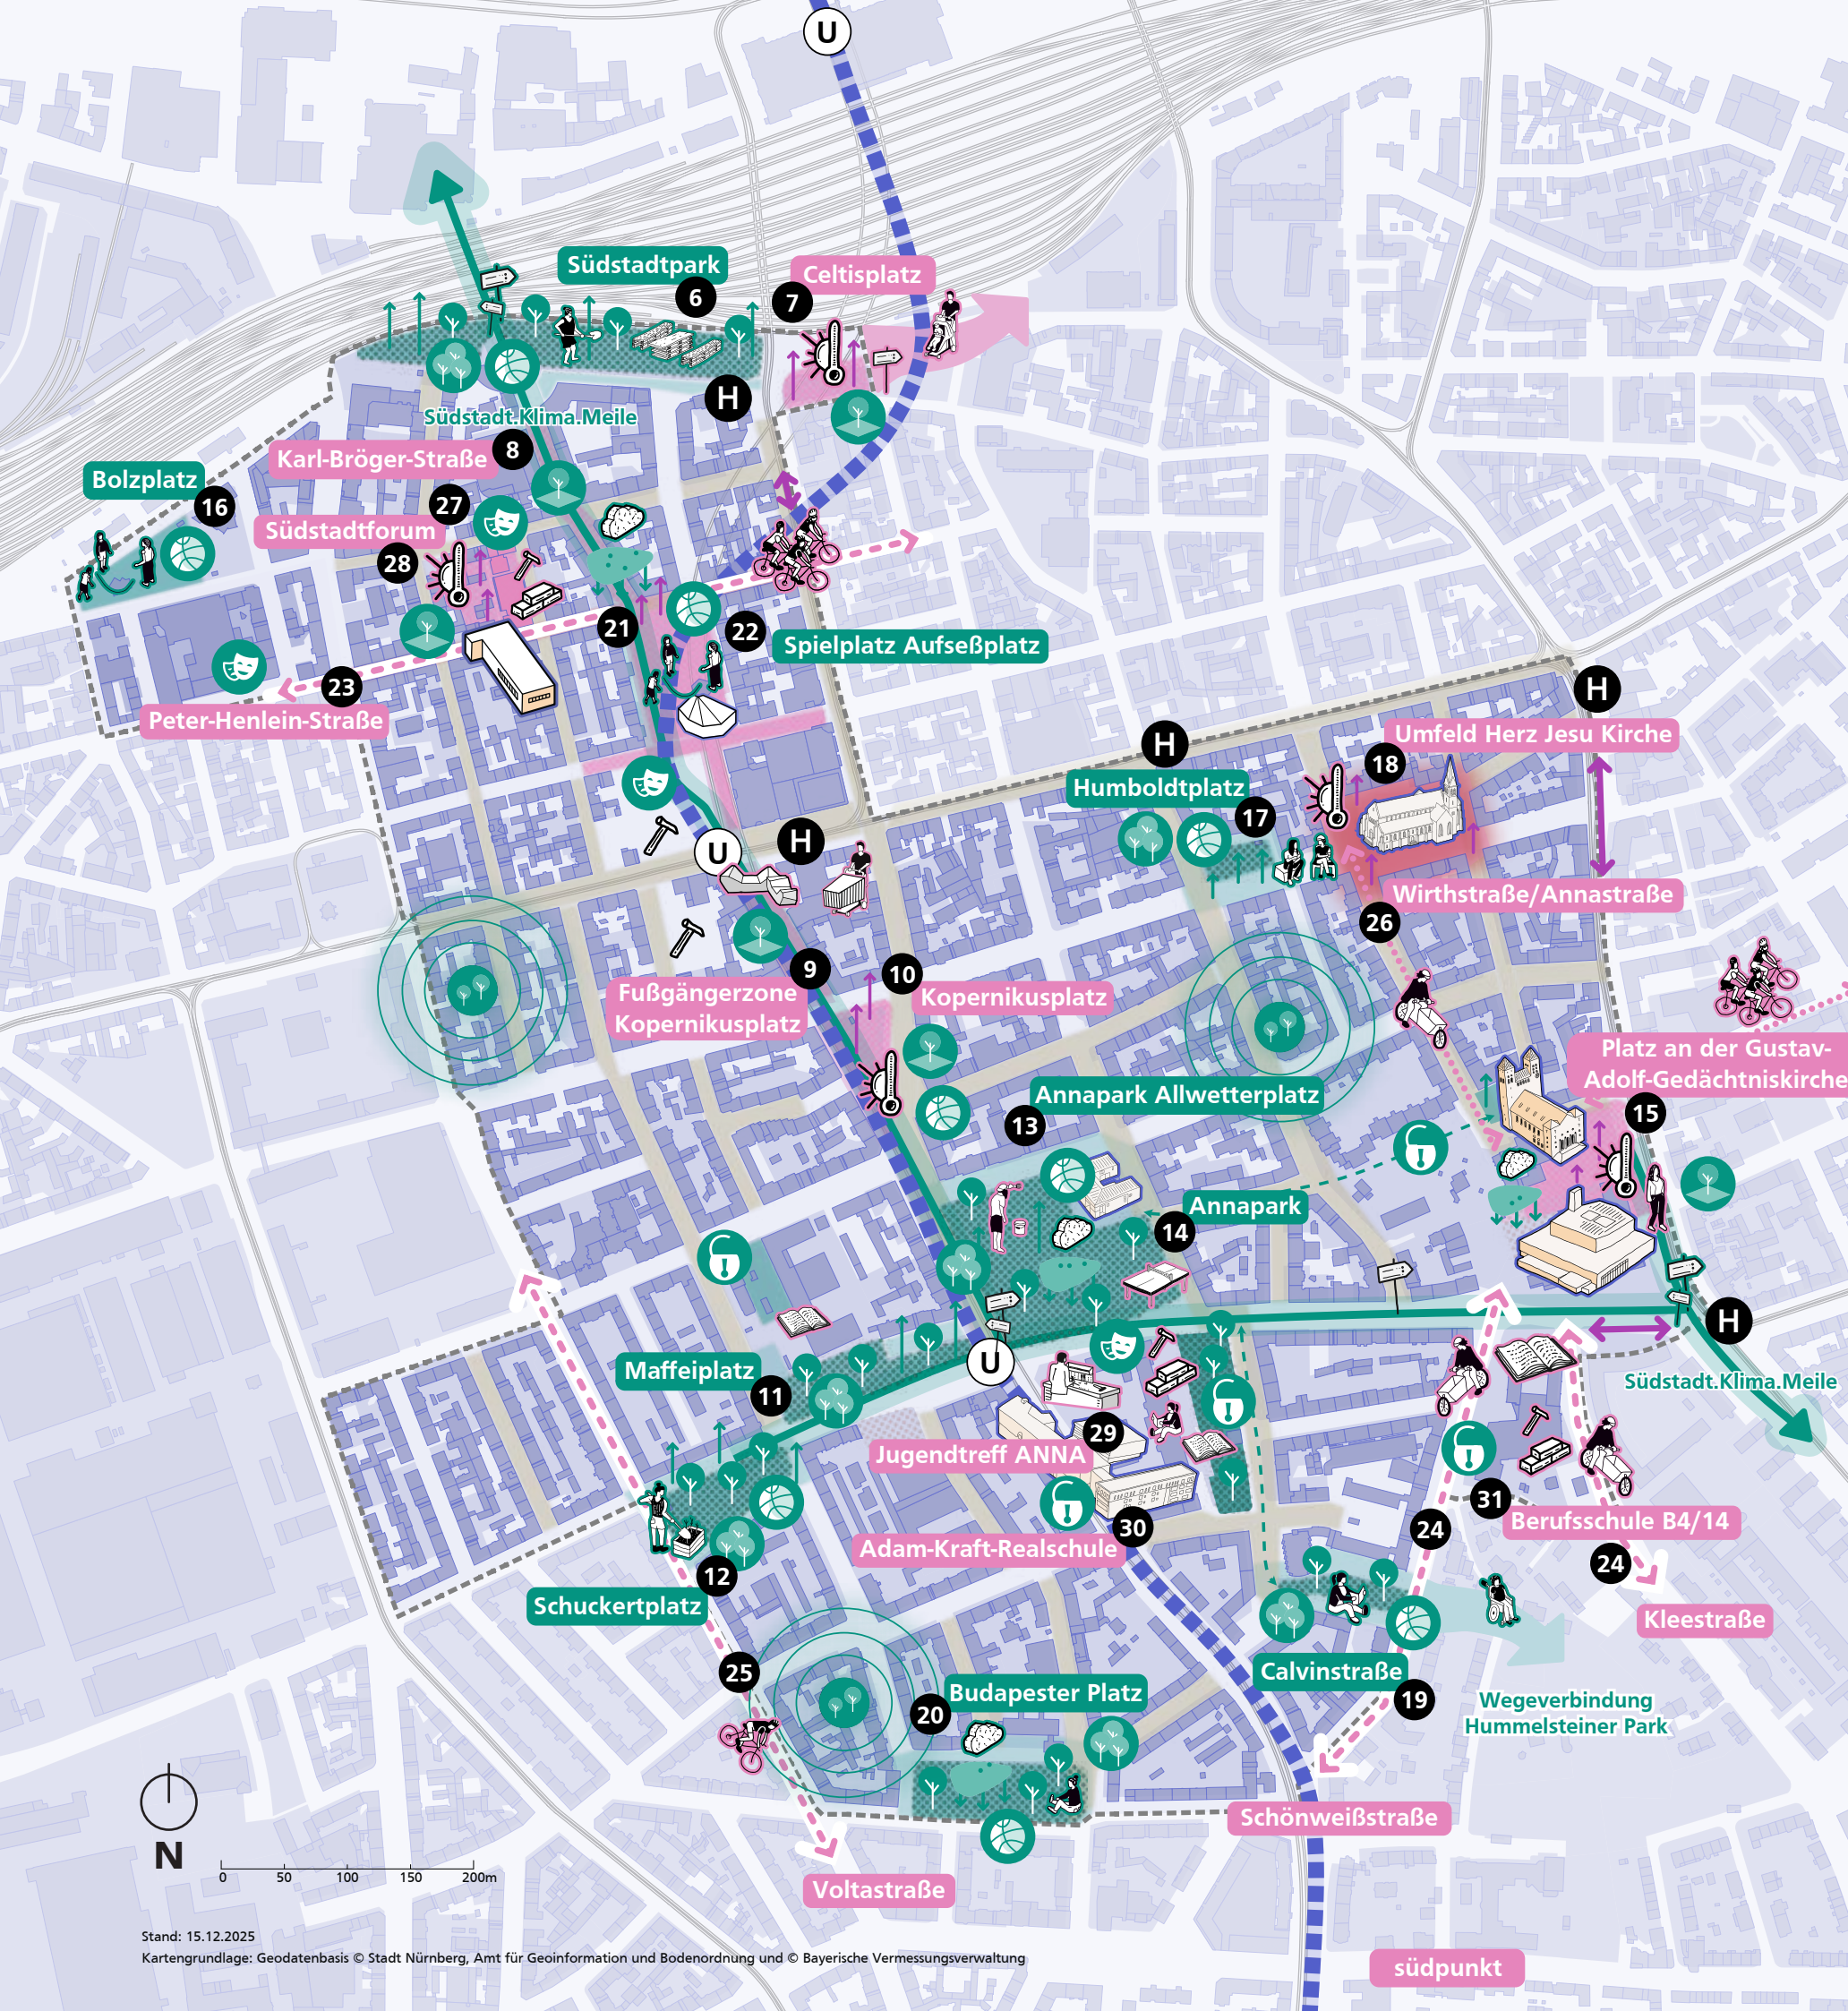 U
Südstadtpark
6
7
Celtisplatz
H
Südstadt.Klima.Meile
8
Karl-Bröger-Straße
Bolzplatz
16
27
Südstadtforum
28
21
22
Spielplatz Aufseßplatz
23
Peter-Henlein-Straße
H
Umfeld Herz Jesu Kirche
H
18
Humboldtplatz
17
U
H
Wirthstraße/Annastraße
26
9
10
Fußgängerzone
Kopernikusplatz
Kopernikusplatz
Platz an der Gustav-
Adolf-Gedächtniskirche
15
Annapark Allwetterplatz
13
Annapark
14
H
U
Maffeiplatz
11
Südstadt.Klima.Meile
29
Jugendtreff ANNA
31
Berufsschule B4/14
30
Adam-Kraft-Realschule
24
24
12
Schuckertplatz
Kleestraße
25
Calvinstraße
19
20
Budapester Platz
Wegeverbindung
Hummelsteiner Park
Schönweißstraße
N
0 50 100 150 200m
Voltastraße
Stand: 15.12.2025
Kartengrundlage: Geodatenbasis © Stadt Nürnberg, Amt für Geoinformation und Bodenordnung und © Bayerische Vermessungsverwaltung
südpunkt